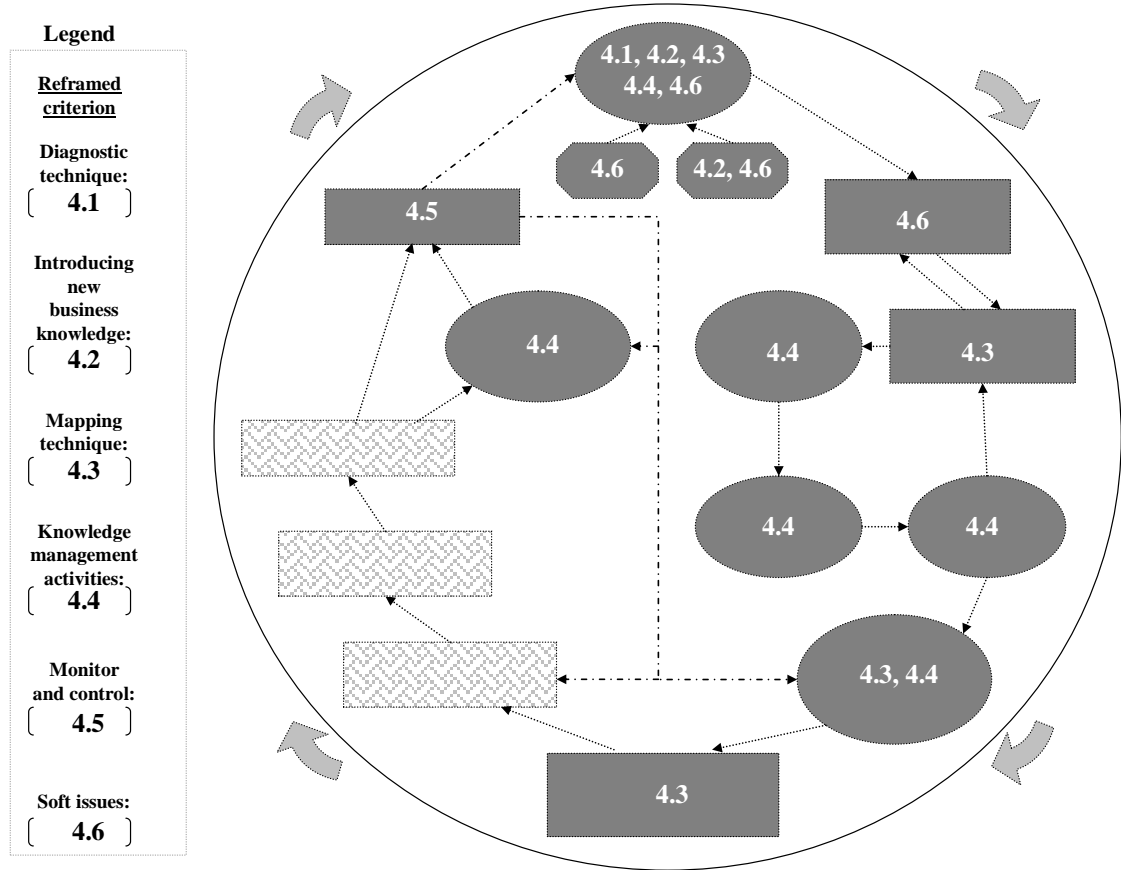 Legend
Reframed
criterion
Diagnostic
technique:
4.1
Introducing
new
business
knowledge:
4.2
Mapping
technique:
4.3
Knowledge
management
activities:
4.4
Monitor
and control:
4.5
Soft issues:
4.6
4.1, 4.2, 4.3
4.4, 4.6
4.6
4.2, 4.6
4.5
4.6
4.4
4.4
4.3
4.4
4.4
4.3, 4.4
4.3